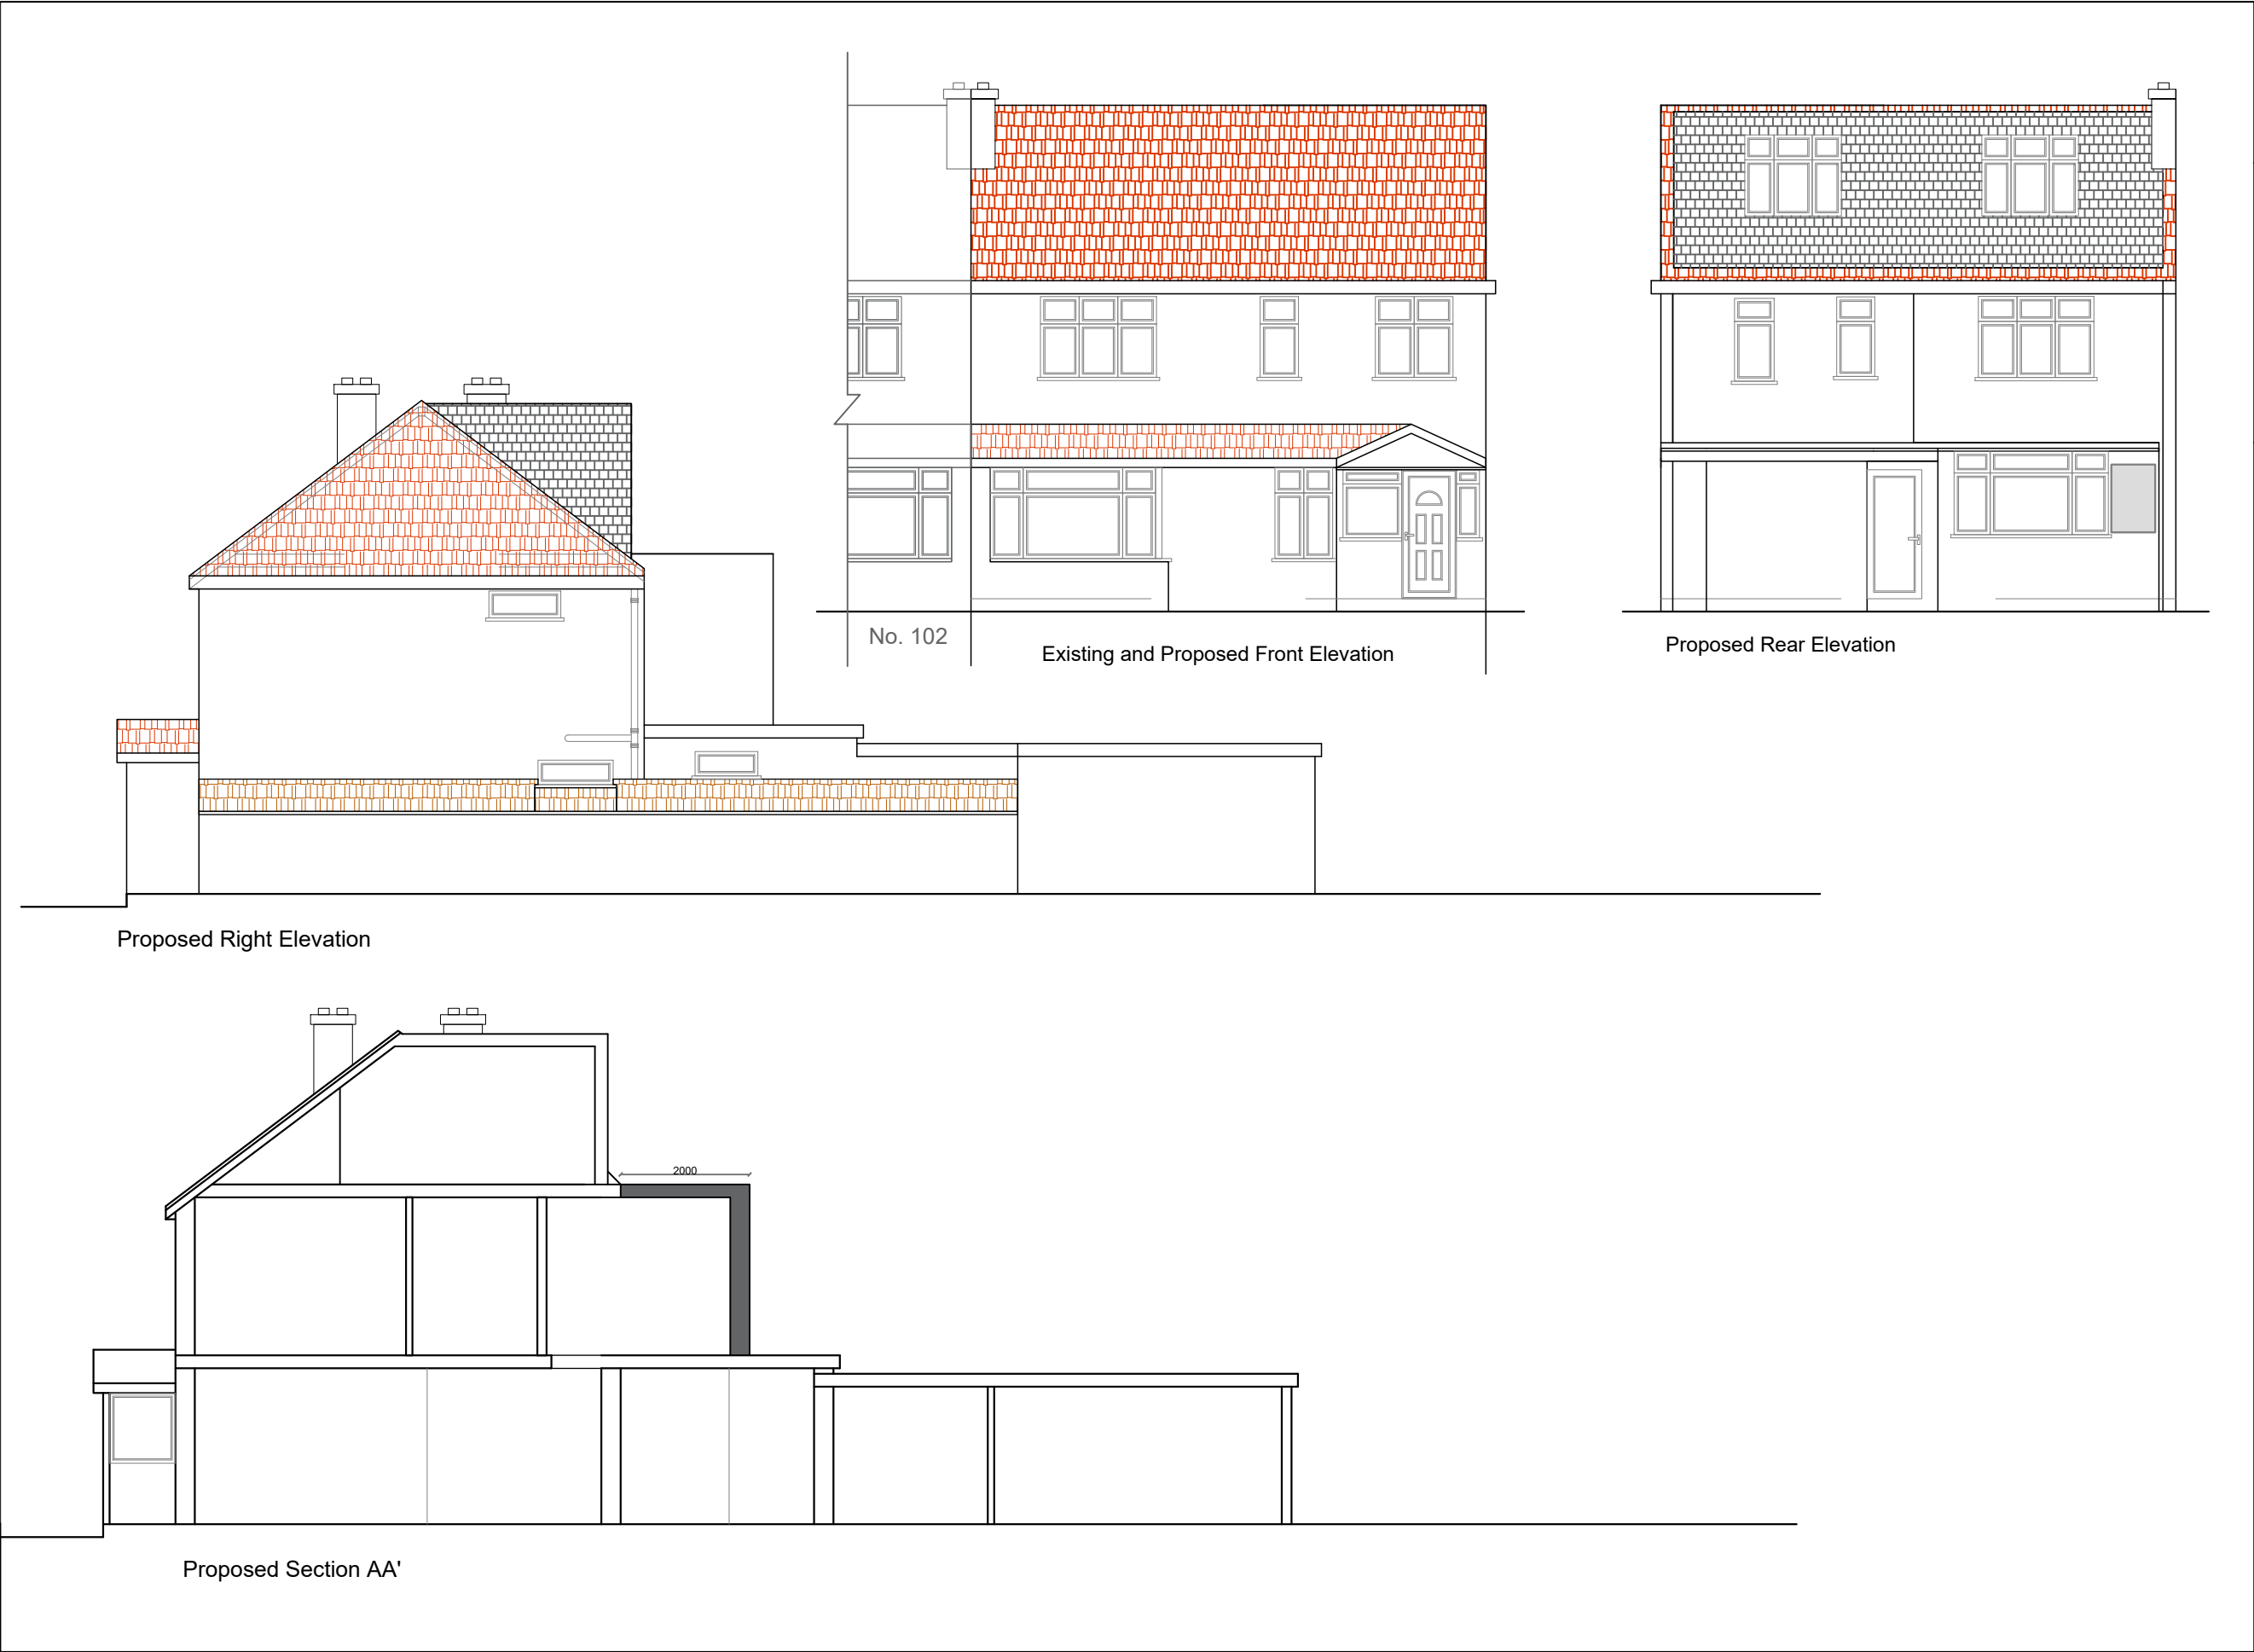 No. 102
Existing and Proposed Front Elevation
Proposed Rear Elevation
Proposed Right Elevation
2000
Proposed Section AA'